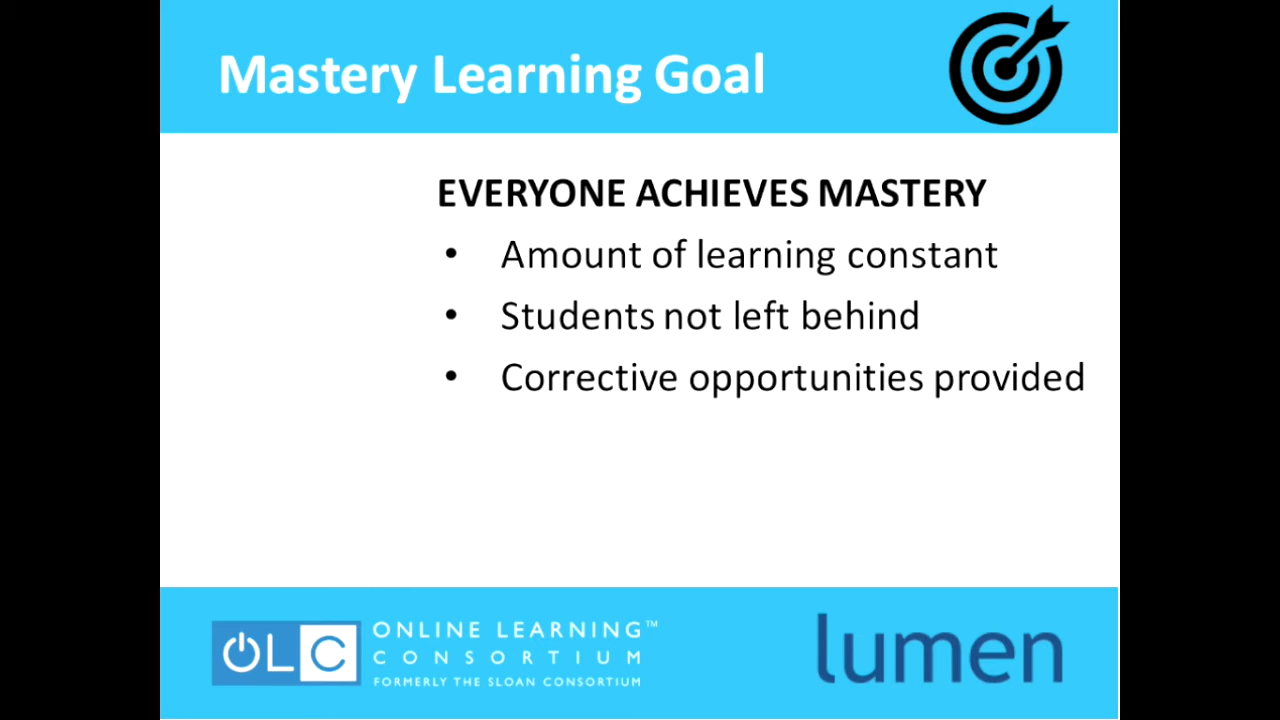 Mastery Learning Goal
EVERYONE ACHIEVES MASTERY
• Amount of learning constant
• Students not left behind
• Corrective opportunities provided
OLC
ONLINE LEARNING™
CONSORTIUM
FORMERLY THE SLOAN CONSORTIUM
lumen